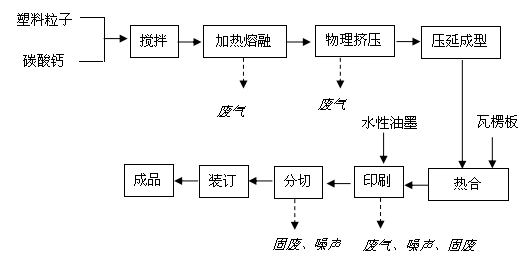 塑料粒子
碳酸钙
搅拌
加热熔融
物理挤压
压延成型
废气
废气
水性油墨
瓦楞板
成品
装订
分切
印刷
热合
固废、噪声
废气、噪声、固废